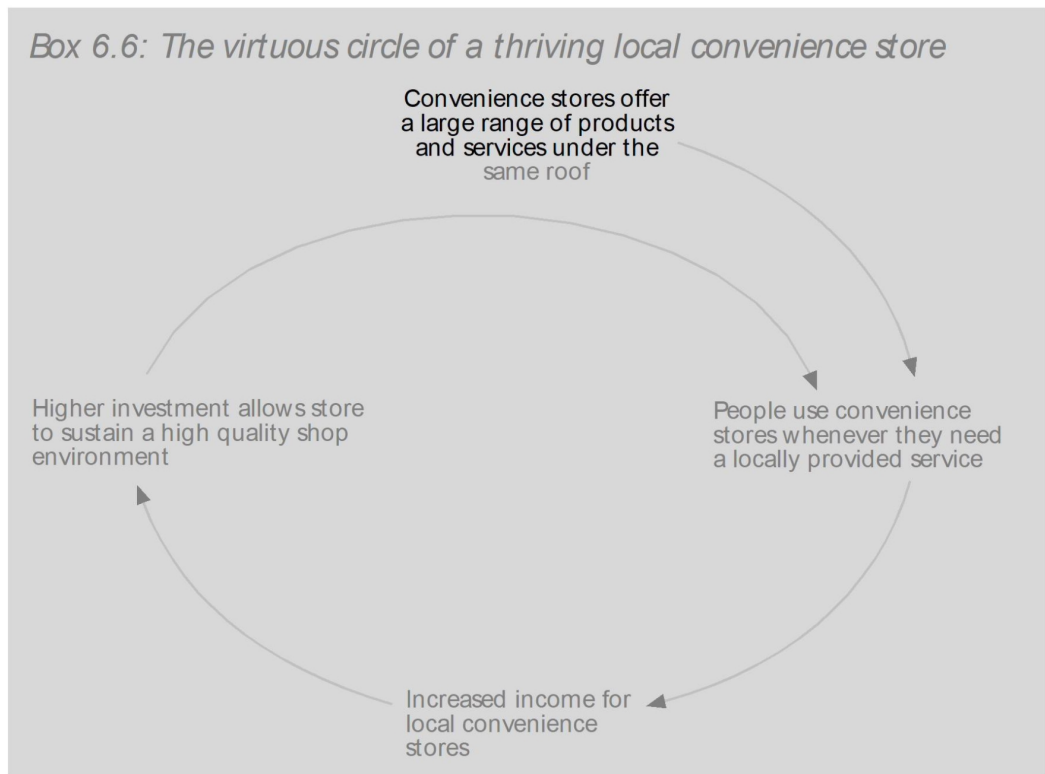 Box 6.6: The virtuous circle of a thriving local convenience store
Convenience stores offer
a large range of products
and services under the
same roof
Higher investment allows store
to sustain a high quality shop
environment
People use convenience
stores whenever they need
a locally provided service
Increased income for
local convenience
stores